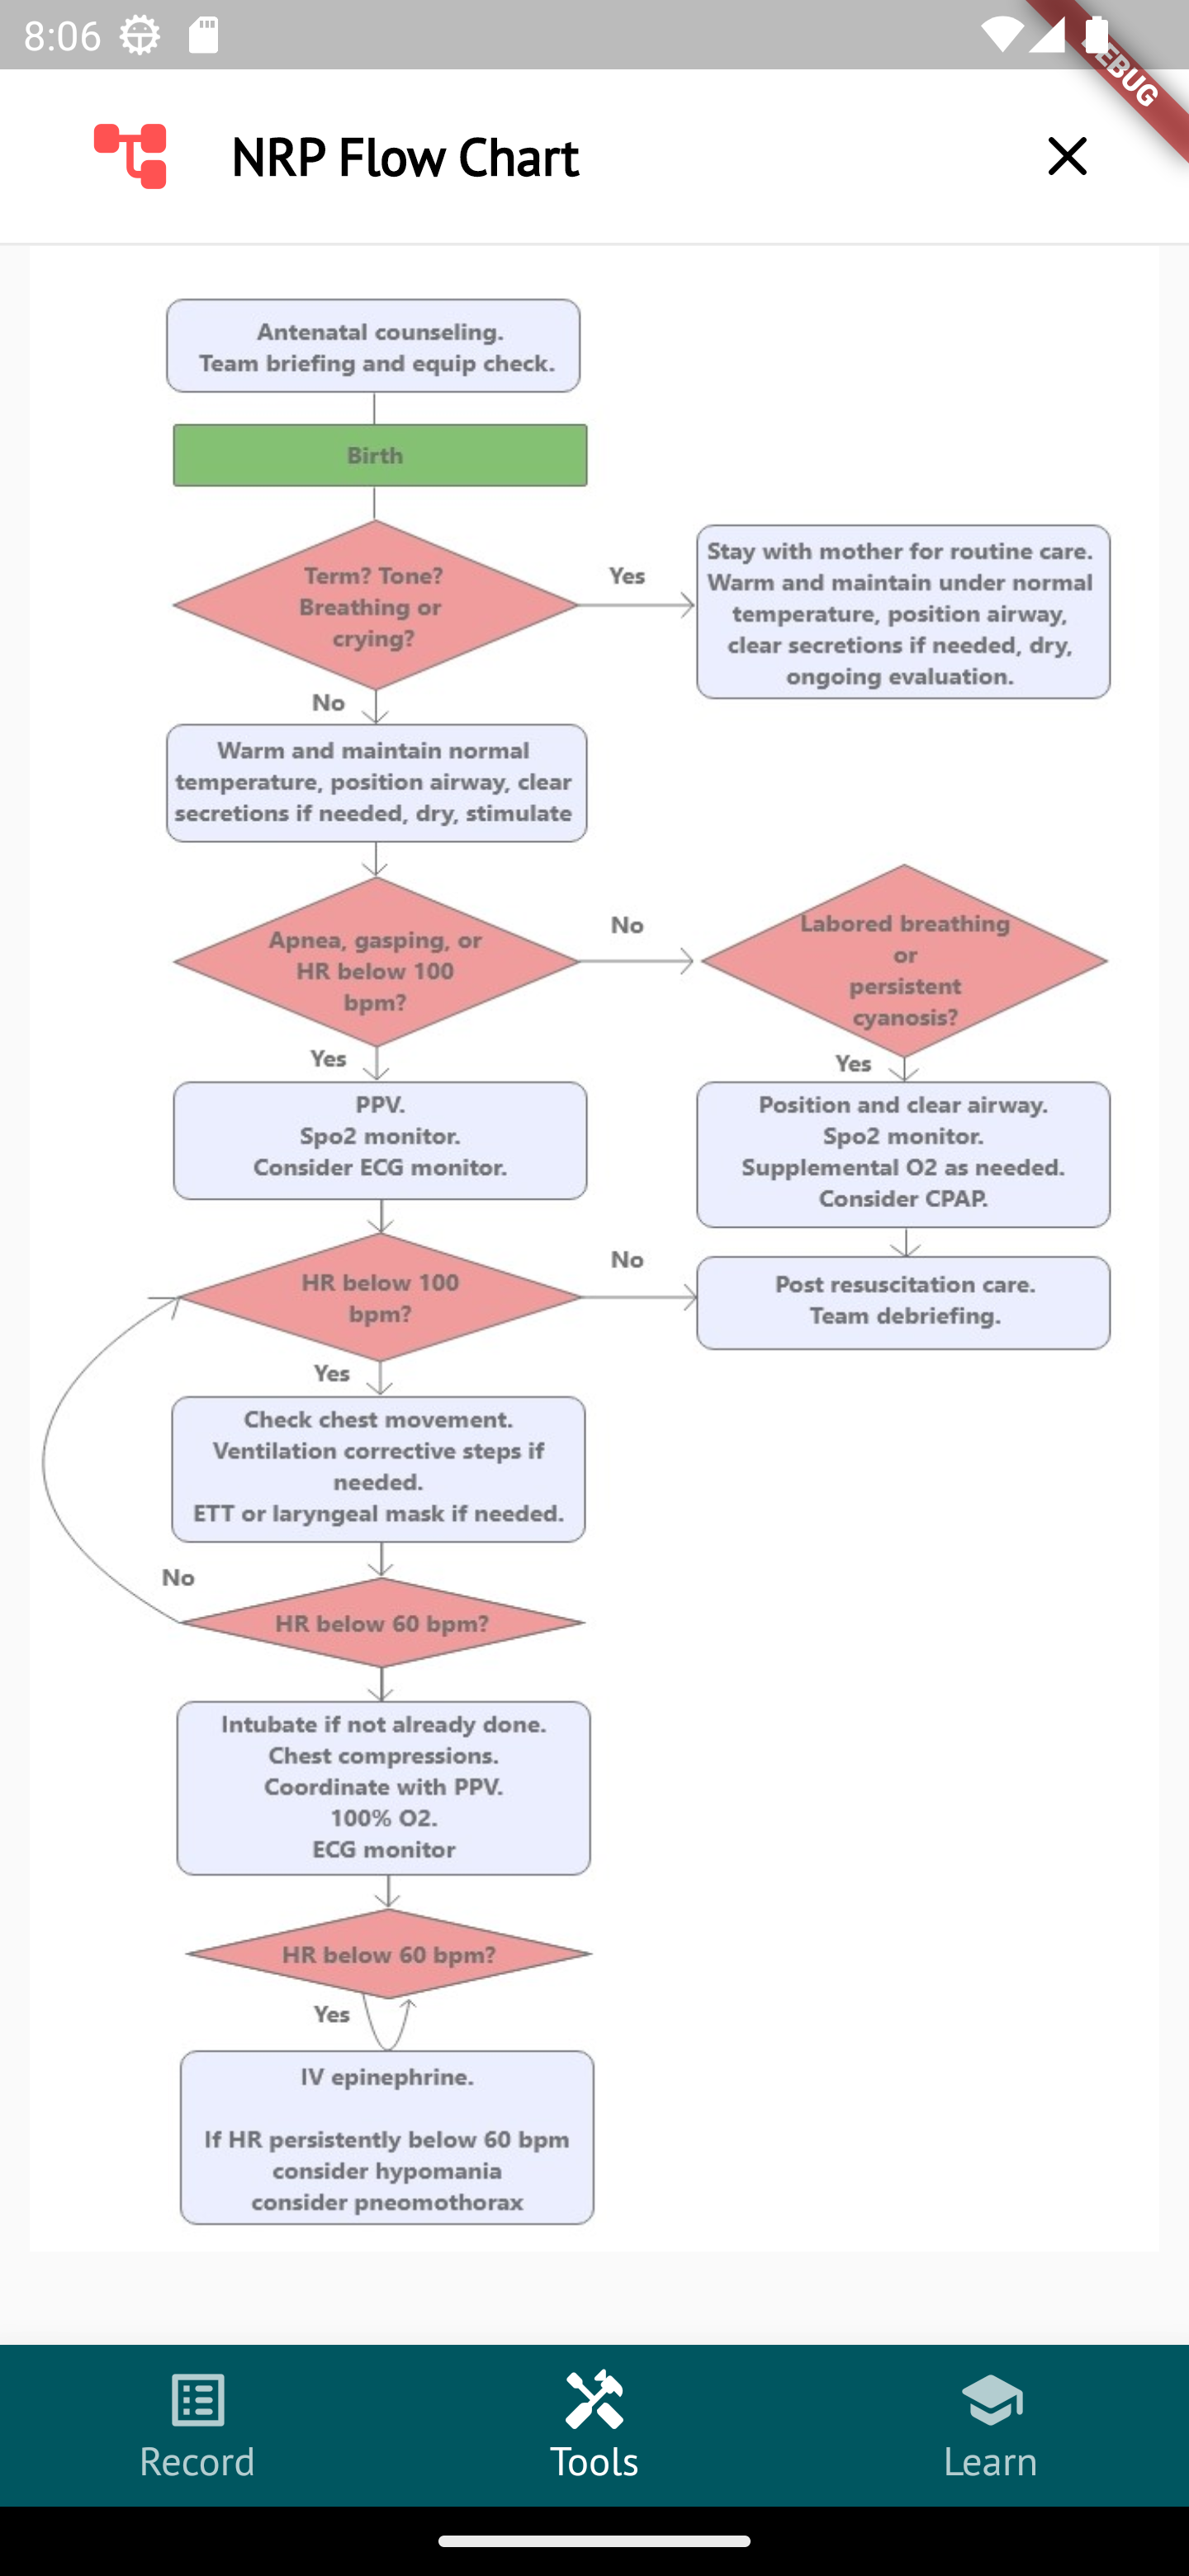 8:06
DEBUG
NRP Flow Chart
Antenatal counseling.
Team briefing and equip check.
Birth
Term? Tone?
Breathing or
crying?
Yes
Stay with mother for routine care.
Warm and maintain under normal
temperature, position airway,
clear secretions if needed, dry,
ongoing evaluation.
No
Warm and maintain normal
temperature, position airway, clear
secretions if needed, dry, stimulate
Apnea, gasping, or
HR below 100
bpm?
No
Labored breathing
or
persistent
cyanosis?
Yes
Yes
PPV.
Spo2 monitor.
Consider ECG monitor.
Position and clear airway.
Spo2 monitor.
Supplemental O2 as needed.
Consider CPAP.
HR below 100
bpm?
No
Post resuscitation care.
Team debriefing.
Yes
Check chest movement.
Ventilation corrective steps if
needed.
ETT or laryngeal mask if needed.
No
HR below 60 bpm?
Intubate if not already done.
Chest compressions.
Coordinate with PPV.
100% O2.
ECG monitor
HR below 60 bpm?
Yes
IV epinephrine.
If HR persistently below 60 bpm
consider hypomania
consider pneomothorax
Record
Tools
Learn